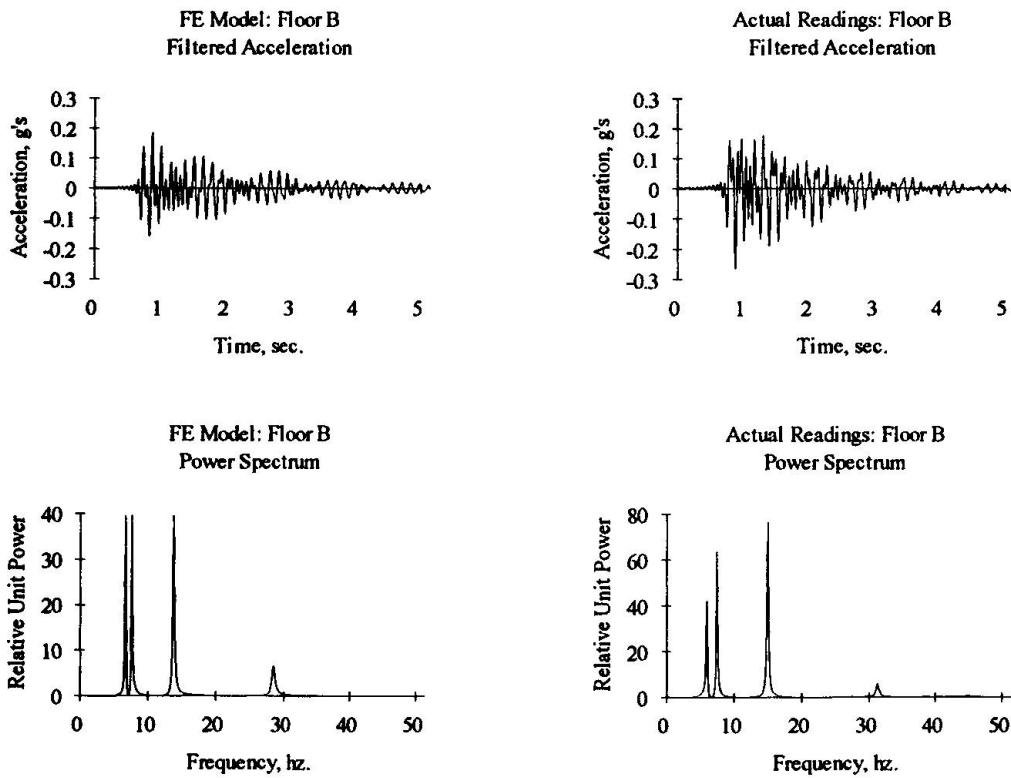 FE Model: Floor B
Filtered Acceleration
Acceleration, g's
0.3
0.2
0.1
0
-0.1
-0.2
-0.3
0 1 2 3 4 5
Time, sec.
Actual Readings: Floor B
Filtered Acceleration
Acceleration, g's
0.3
0.2
0.1
0
-0.1
-0.2
-0.3
0 1 2 3 4 5
Time, sec.
FE Model: Floor B
Power Spectrum
Relative Unit Power
40
30
20
10
0
0 10 20 30 40 50
Frequency, hz.
Actual Readings: Floor B
Power Spectrum
Relative Unit Power
80
60
40
20
0
0 10 20 30 40 50
Frequency, hz.